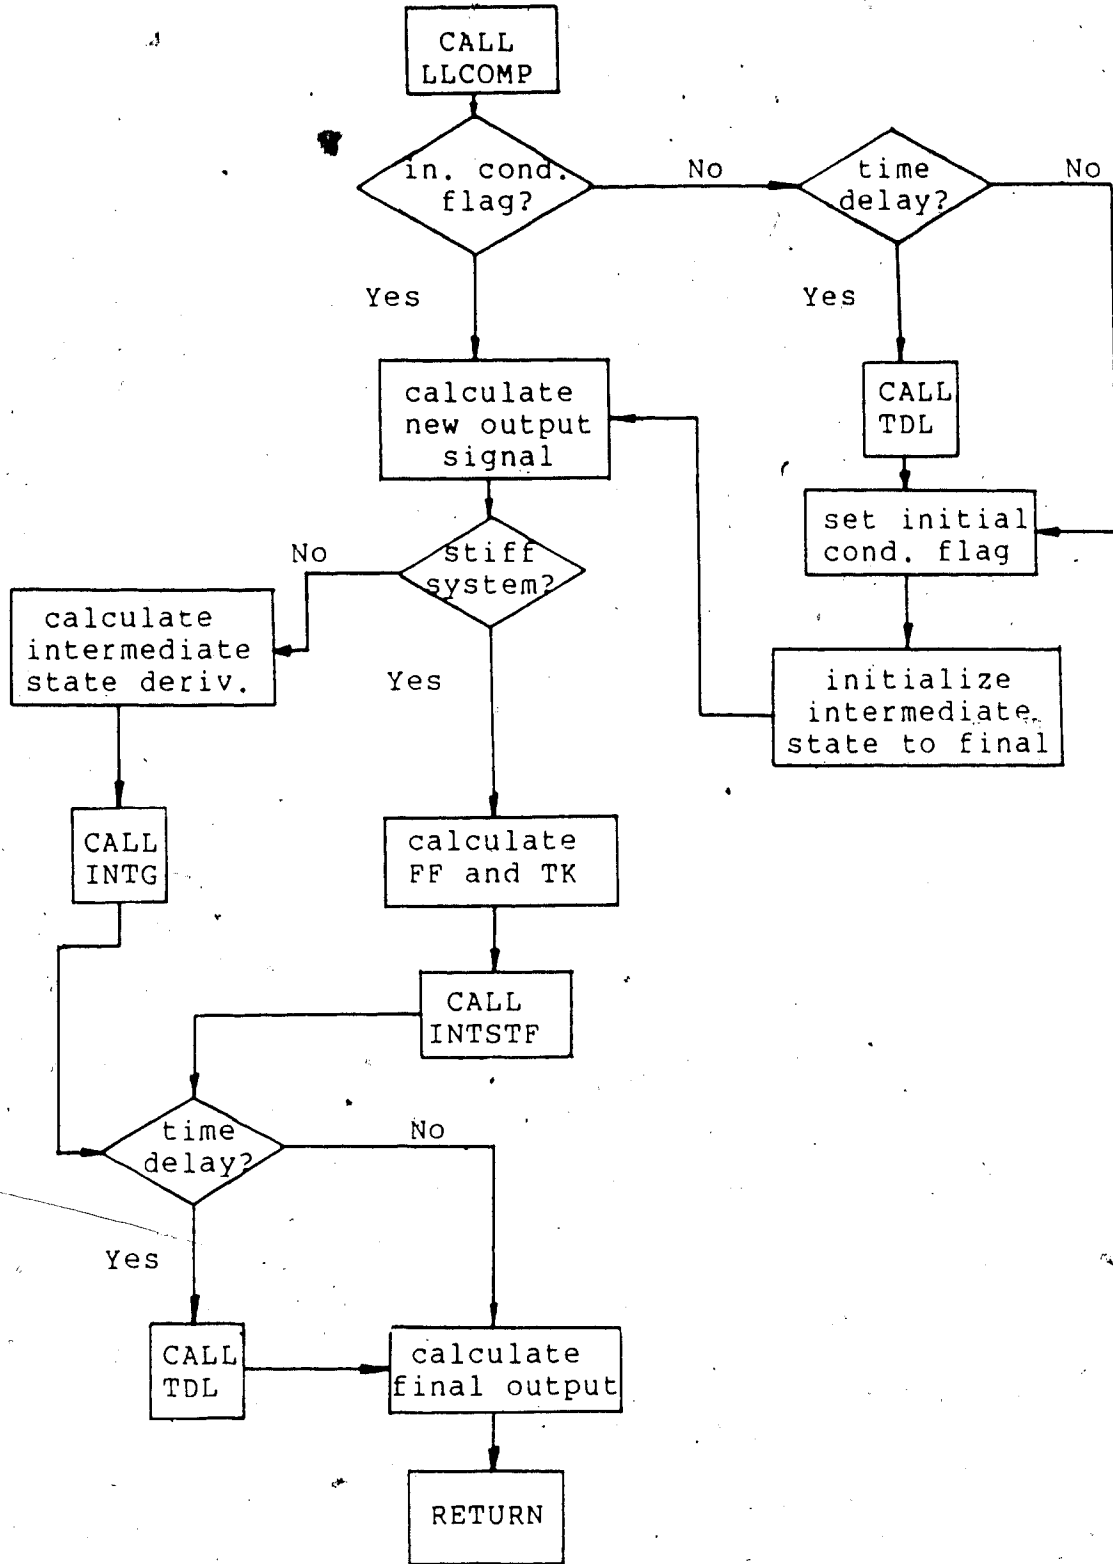 CALL
LLCOMP
in. cond.
flag?
No
time
delay?
No
Yes
Yes
calculate
new output
signal
CALL
TDL
set initial
cond. flag
No
stiff
system?
calculate
intermediate
state deriv.
Yes
initialize
intermediate
state to final
CALL
INTG
calculate
FF and TK
CALL
INTSTF
time
delay?
No
Yes
CALL
TDL
calculate
final output
RETURN